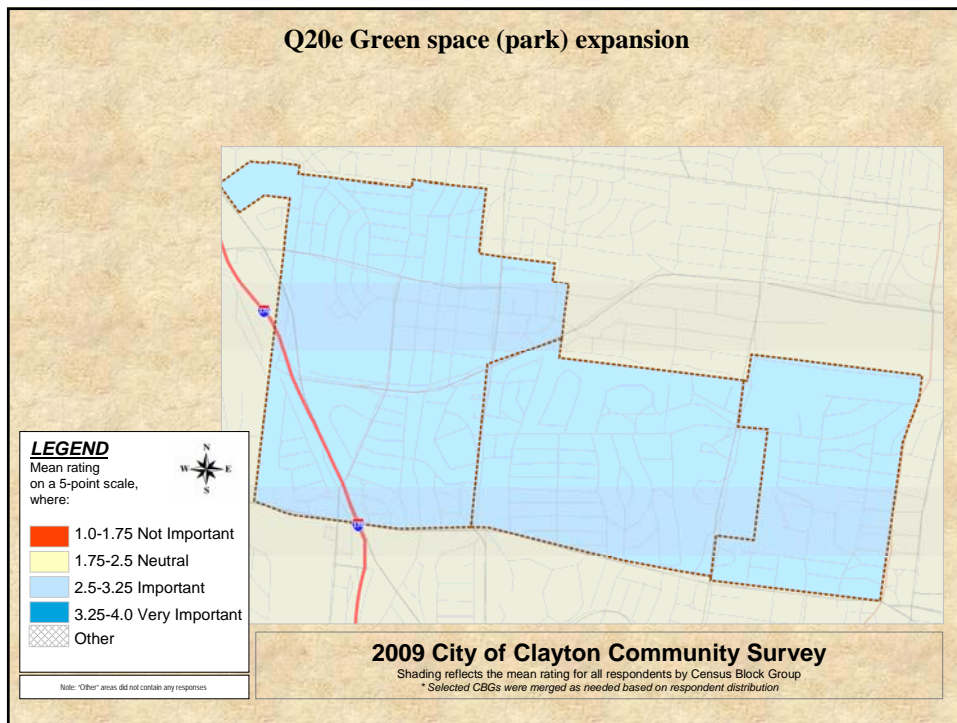 Q20e Green space (park) expansion
LEGEND
Mean rating
on a 5-point scale,
where:
N
W E
S
1.0-1.75 Not Important
1.75-2.5 Neutral
2.5-3.25 Important
3.25-4.0 Very Important
Other
Note: "Other" areas did not contain any responses
2009 City of Clayton Community Survey
Shading reflects the mean rating for all respondents by Census Block Group
* Selected CBGs were merged as needed based on respondent distribution